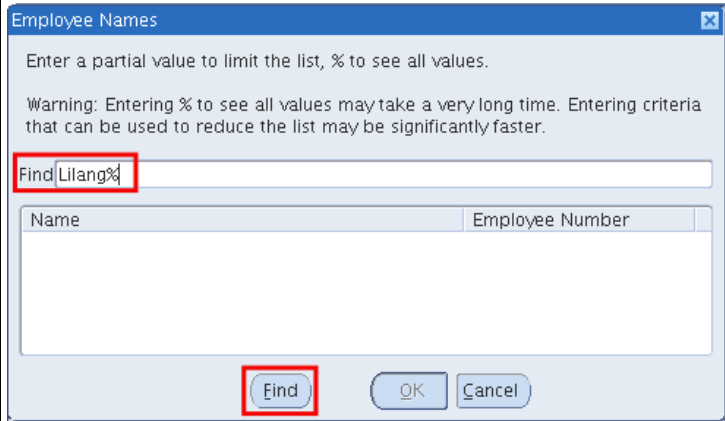 Employee Names
Enter a partial value to limit the list, % to see all values.
Warning: Entering % to see all values may take a very long time. Entering criteria
that can be used to reduce the list may be significantly faster.
Find Lilang%
Name Employee Number
Find OK Cancel